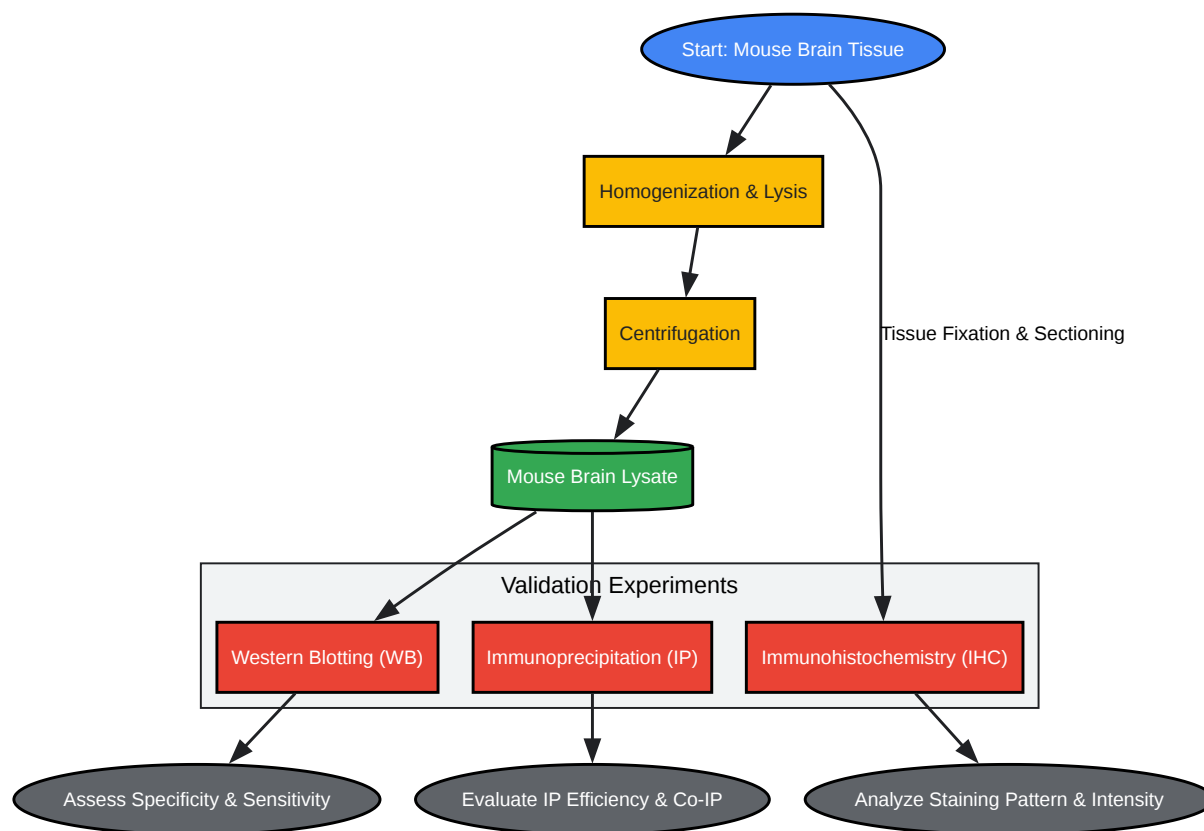 Start: Mouse Brain Tissue
Homogenization & Lysis
Centrifugation
Tissue Fixation & Sectioning
Mouse Brain Lysate
Validation Experiments
Western Blotting (WB)
Immunoprecipitation (IP)
Immunohistochemistry (IHC)
Assess Specificity & Sensitivity
Evaluate IP Efficiency & Co-IP
Analyze Staining Pattern & Intensity